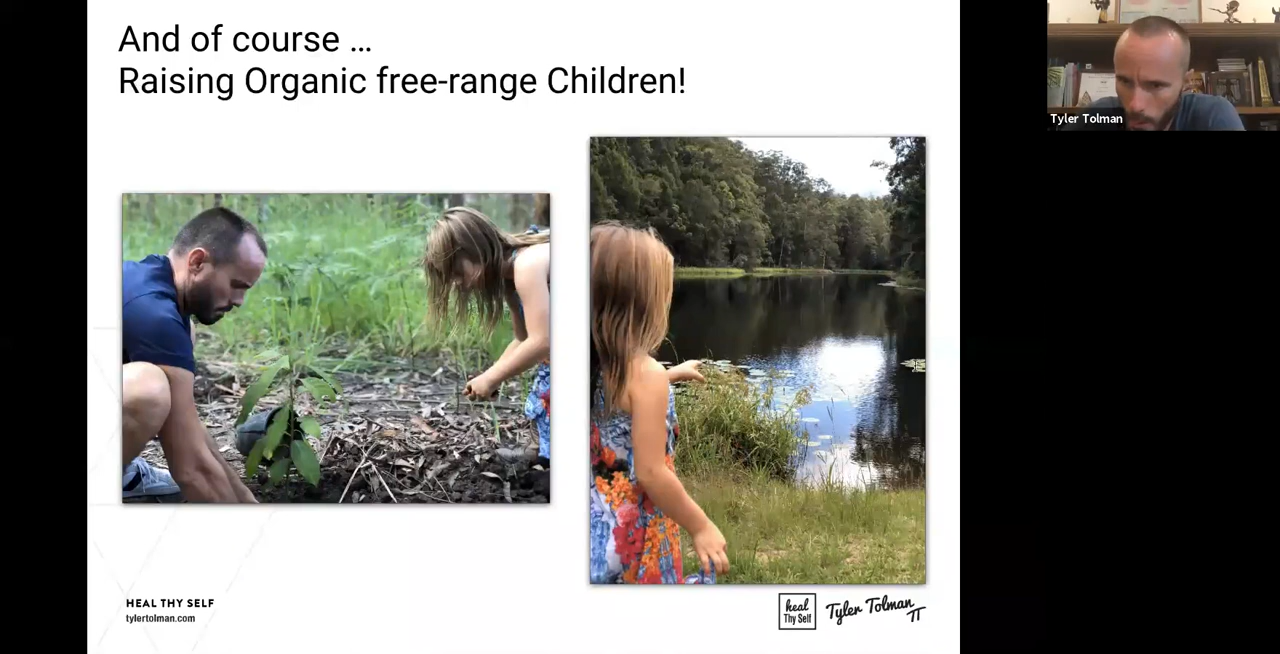 And of course ...
Raising Organic free-range Children!
Tyler Tolman
HEAL THY SELF
tylertolman.com
heal
Thy Self
Tyler Tolman
TT